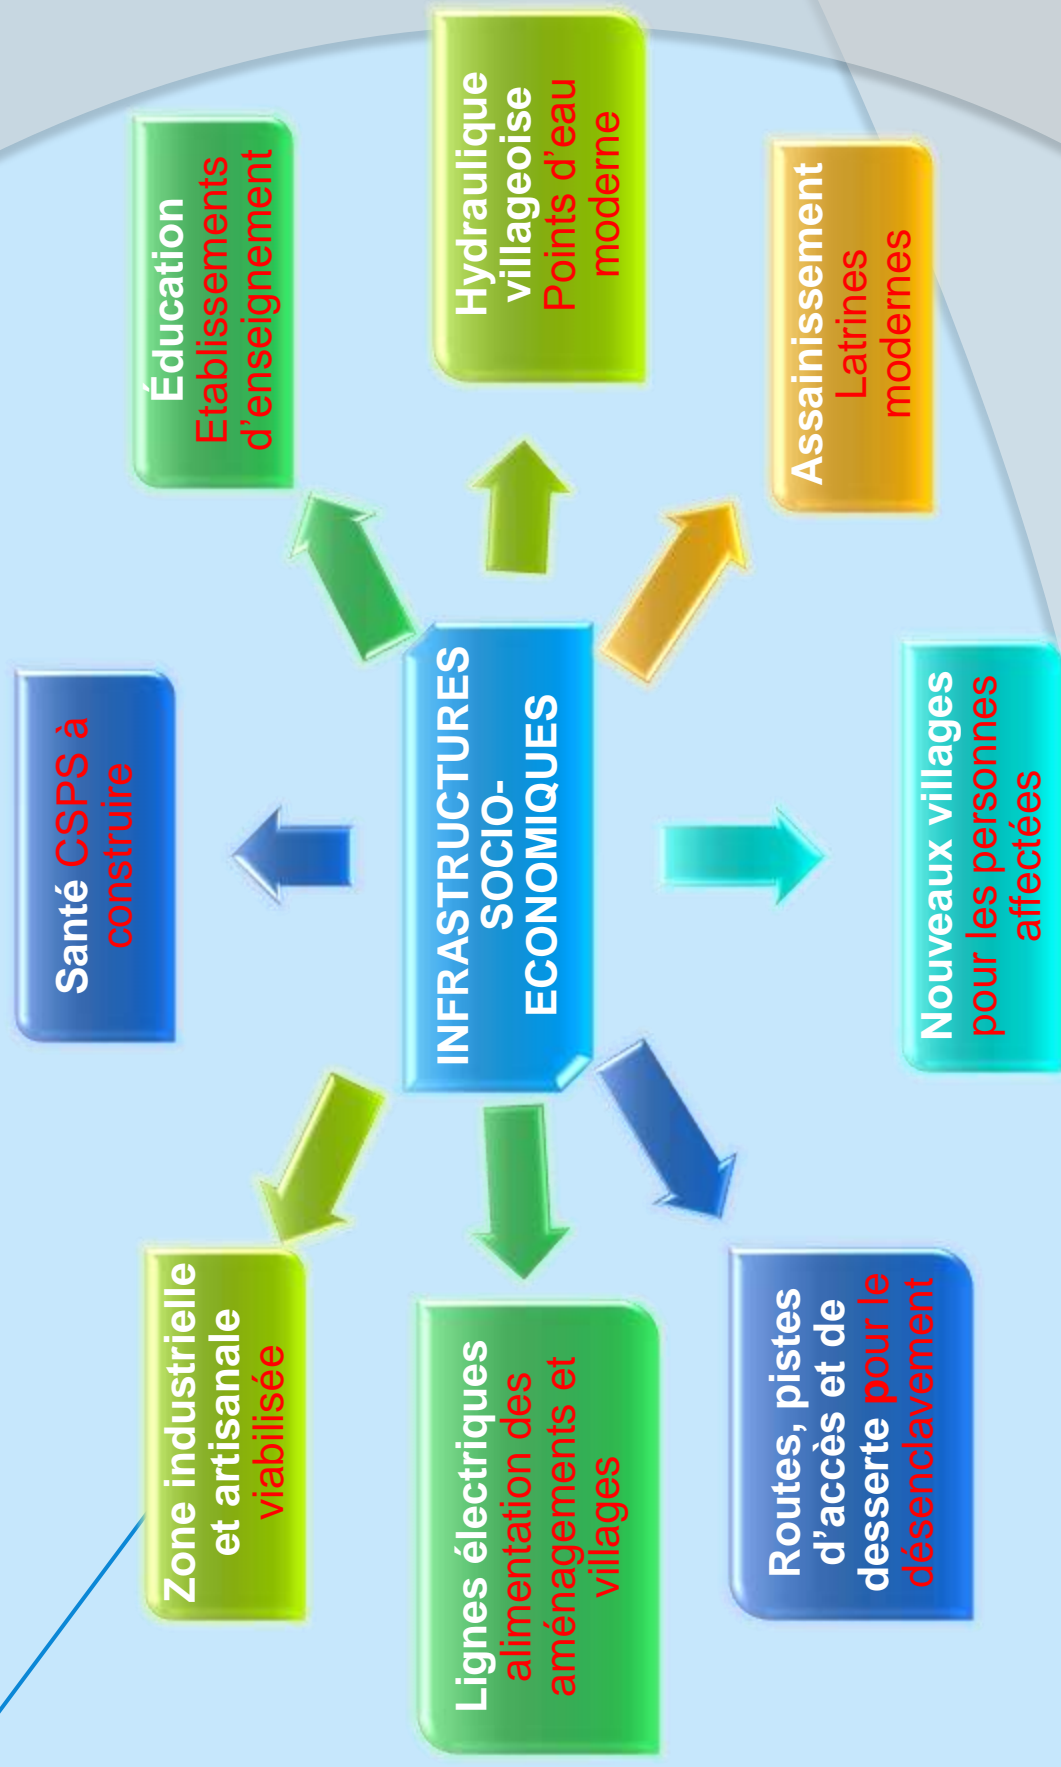 Santé CSPS à
construire
Éducation
Etablissements
d'enseignement
Hydraulique
villageoise
Points d'eau
moderne
Assainissement
Latrines
modernes
Nouveaux villages
pour les personnes
affectées
Routes, pistes
d'accès et de
desserte pour le
désenclavement
Lignes électriques
alimentation des
aménagements et
villages
Zone industrielle
et artisanale
viabilisée
INFRASTRUCTURES
SOCIO-
ECONOMIQUES